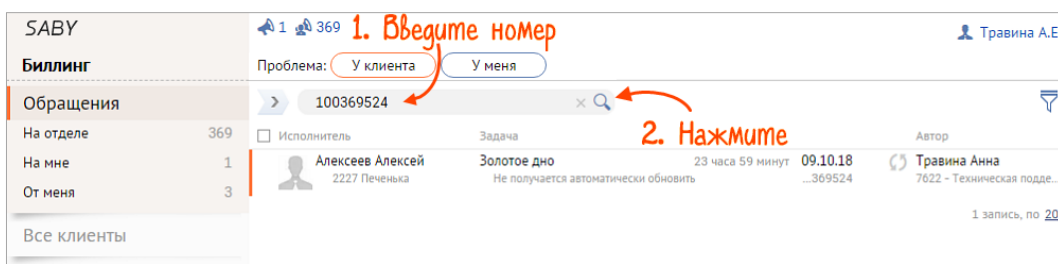 SABY
1 369 1. Введите номер
Травина А.Е
Биллинг
Проблема: У клиента У меня
Обращения
100369524
На отделе 369
Исполнитель Задача 2. Нажмите Автор
На мне 1
Алексеев Алексей Золотое дно 23 часа 59 минут 09.10.18 Травина Анна
2227 Печенька Не получается автоматически обновить ...369524 7622 - Техническая подде...
От меня 3
1 запись, по 20
Все клиенты